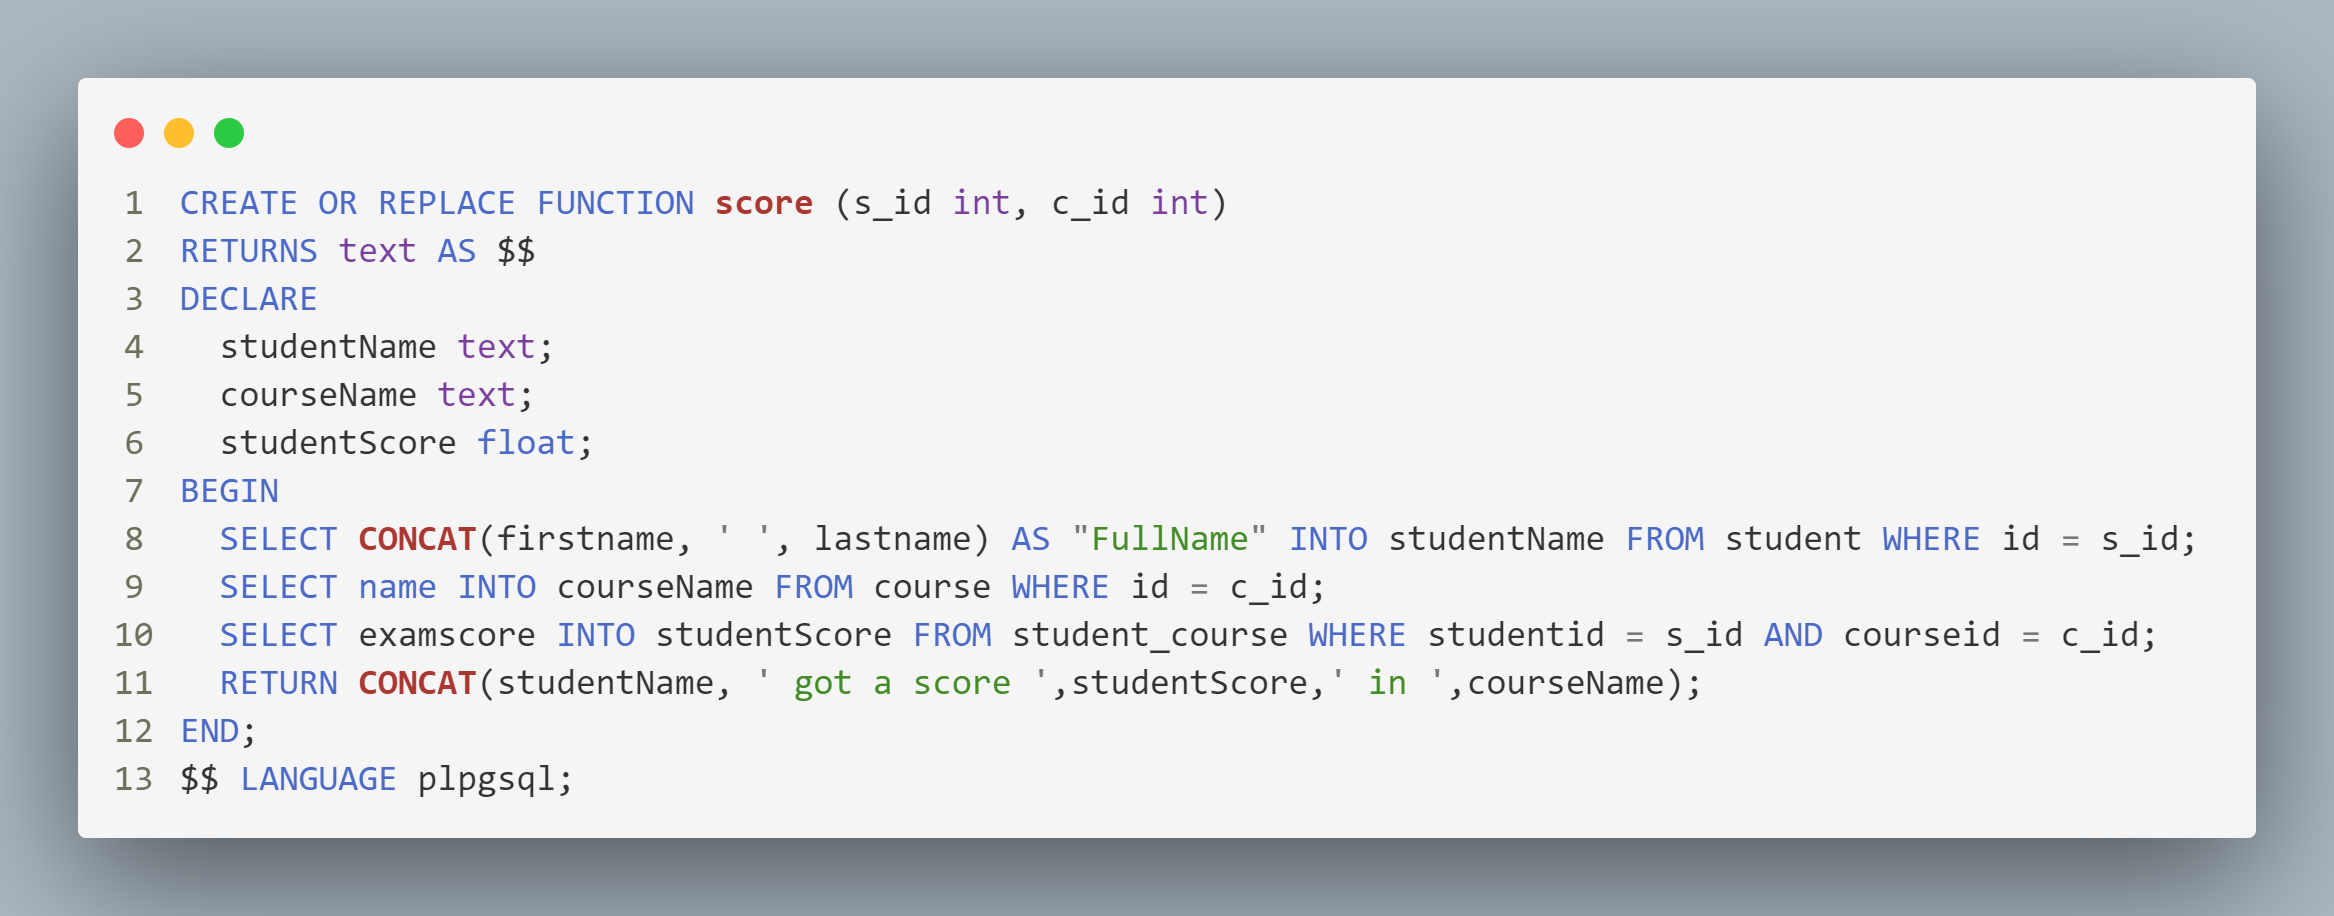 1 CREATE OR REPLACE FUNCTION score (s_id int, c_id int)
2 RETURNS text AS $$
3 DECLARE
4   studentName text;
5   courseName text;
6   studentScore float;
7 BEGIN
8   SELECT CONCAT(firstname, ' ', lastname) AS "FullName" INTO studentName FROM student WHERE id = s_id;
9   SELECT name INTO courseName FROM course WHERE id = c_id;
10   SELECT examscore INTO studentScore FROM student_course WHERE studentid = s_id AND courseid = c_id;
11   RETURN CONCAT(studentName, ' got a score ',studentScore,' in ',courseName);
12 END;
13 $$ LANGUAGE plpgsql;